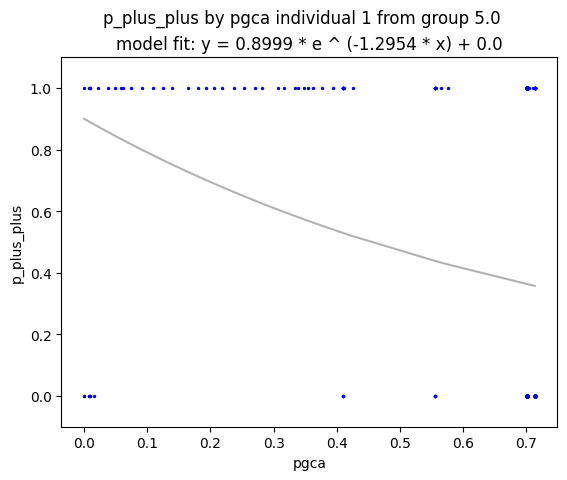 p_plus_plus by pgca individual 1 from group 5.0
model fit: y = 0.8999 * e ^ (-1.2954 * x) + 0.0
1.0
0.8
0.6
0.4
0.2
0.0
p_plus_plus
0.0 0.1 0.2 0.3 0.4 0.5 0.6 0.7
pgca